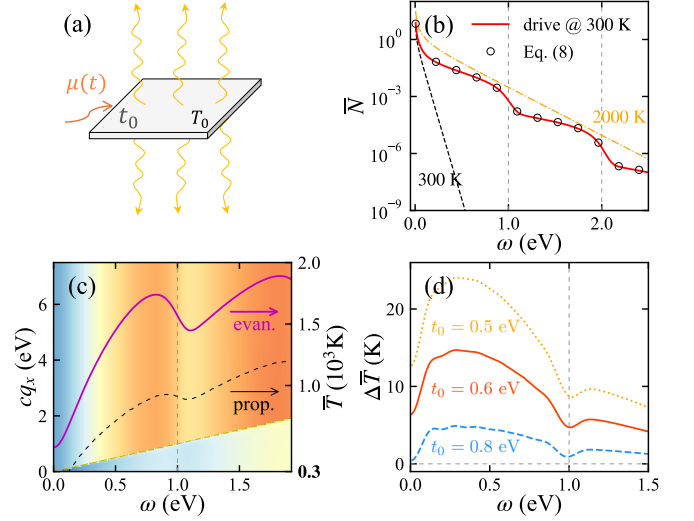 (a)
μ(t)
t₀
T₀
(b)
drive @ 300 K
Eq. (8)
2000 K
300 K
N̅
10⁰
10⁻³
10⁻⁶
10⁻⁹
0.0
1.0
2.0
ω (eV)
(c)
evan.
prop.
cqₓ (eV)
6
4
2
0
0.0
0.5
1.0
1.5
ω (eV)
2.0
1.5
1.0
0.3
T̅ (10³K)
(d)
t₀ = 0.5 eV
t₀ = 0.6 eV
t₀ = 0.8 eV
ΔT̅ (K)
20
10
0
0.0
0.5
1.0
1.5
ω (eV)